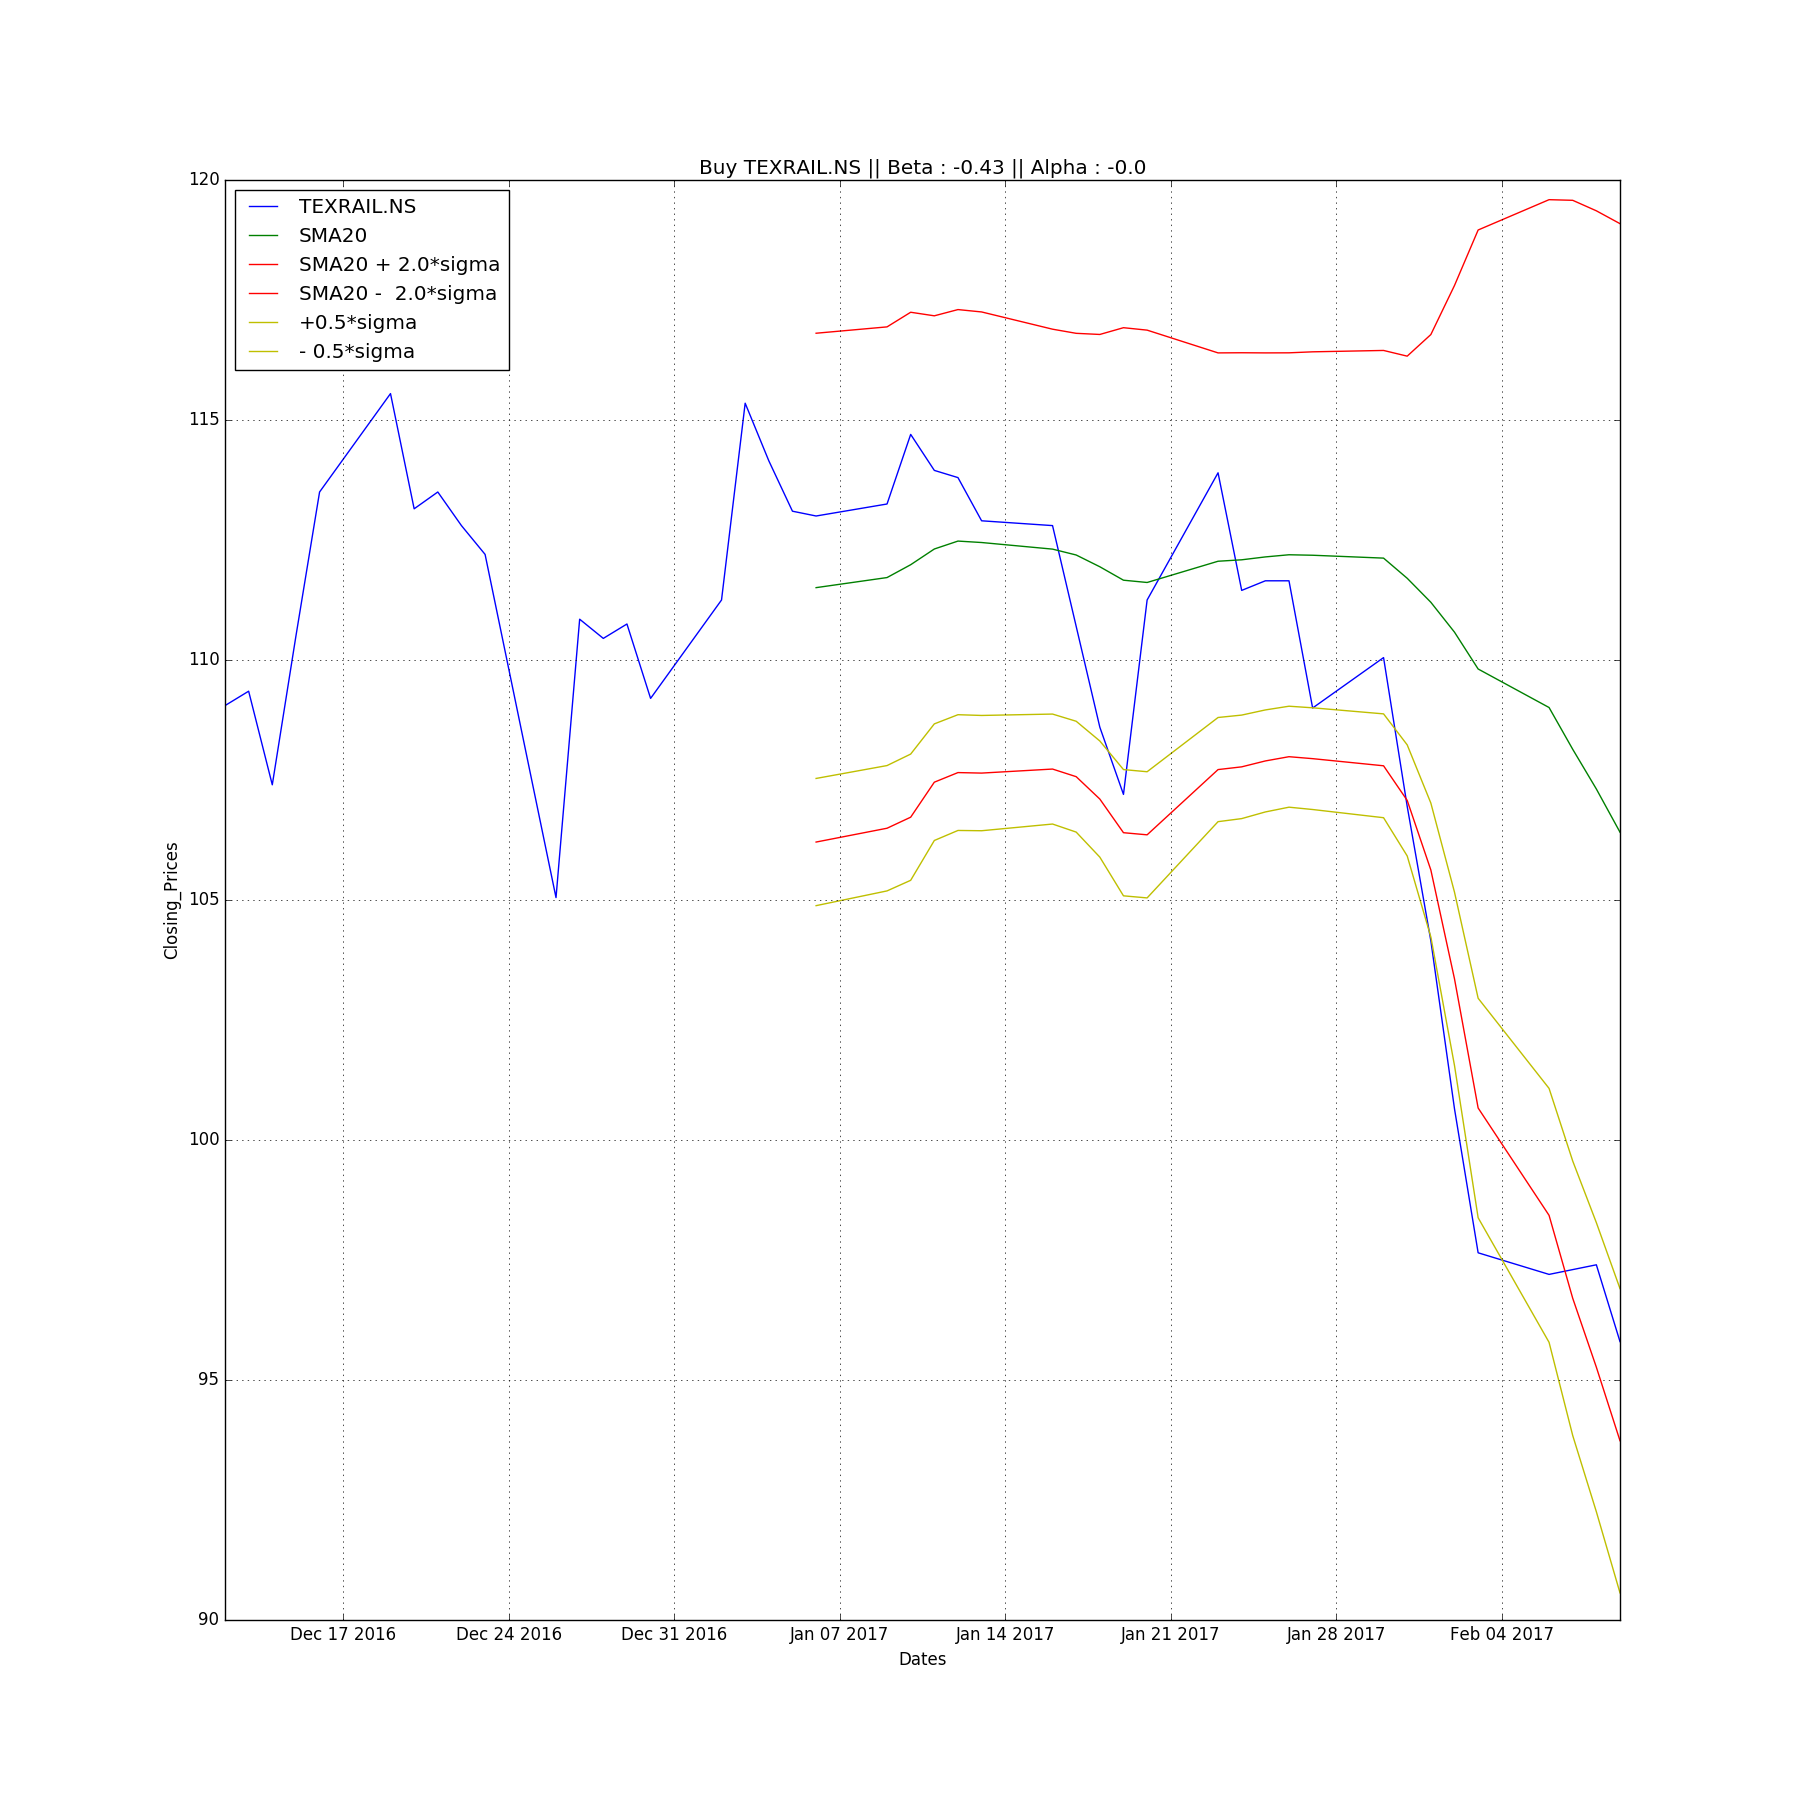 Buy TEXRAIL.NS || Beta : -0.43 || Alpha : -0.0
TEXRAIL.NS
SMA20
SMA20 + 2.0*sigma
SMA20 -  2.0*sigma
+0.5*sigma
- 0.5*sigma
120
115
110
105
100
95
90
Closing_Prices
Dec 17 2016
Dec 24 2016
Dec 31 2016
Jan 07 2017
Jan 14 2017
Jan 21 2017
Jan 28 2017
Feb 04 2017
Dates